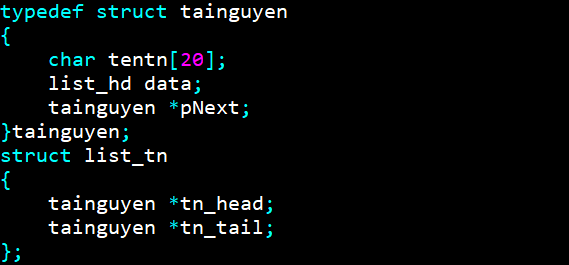 typedef struct tainguyen
{
    char tentn[20];
    list_hd data;
    tainguyen *pNext;
}tainguyen;
struct list_tn
{
    tainguyen *tn_head;
    tainguyen *tn_tail;
};